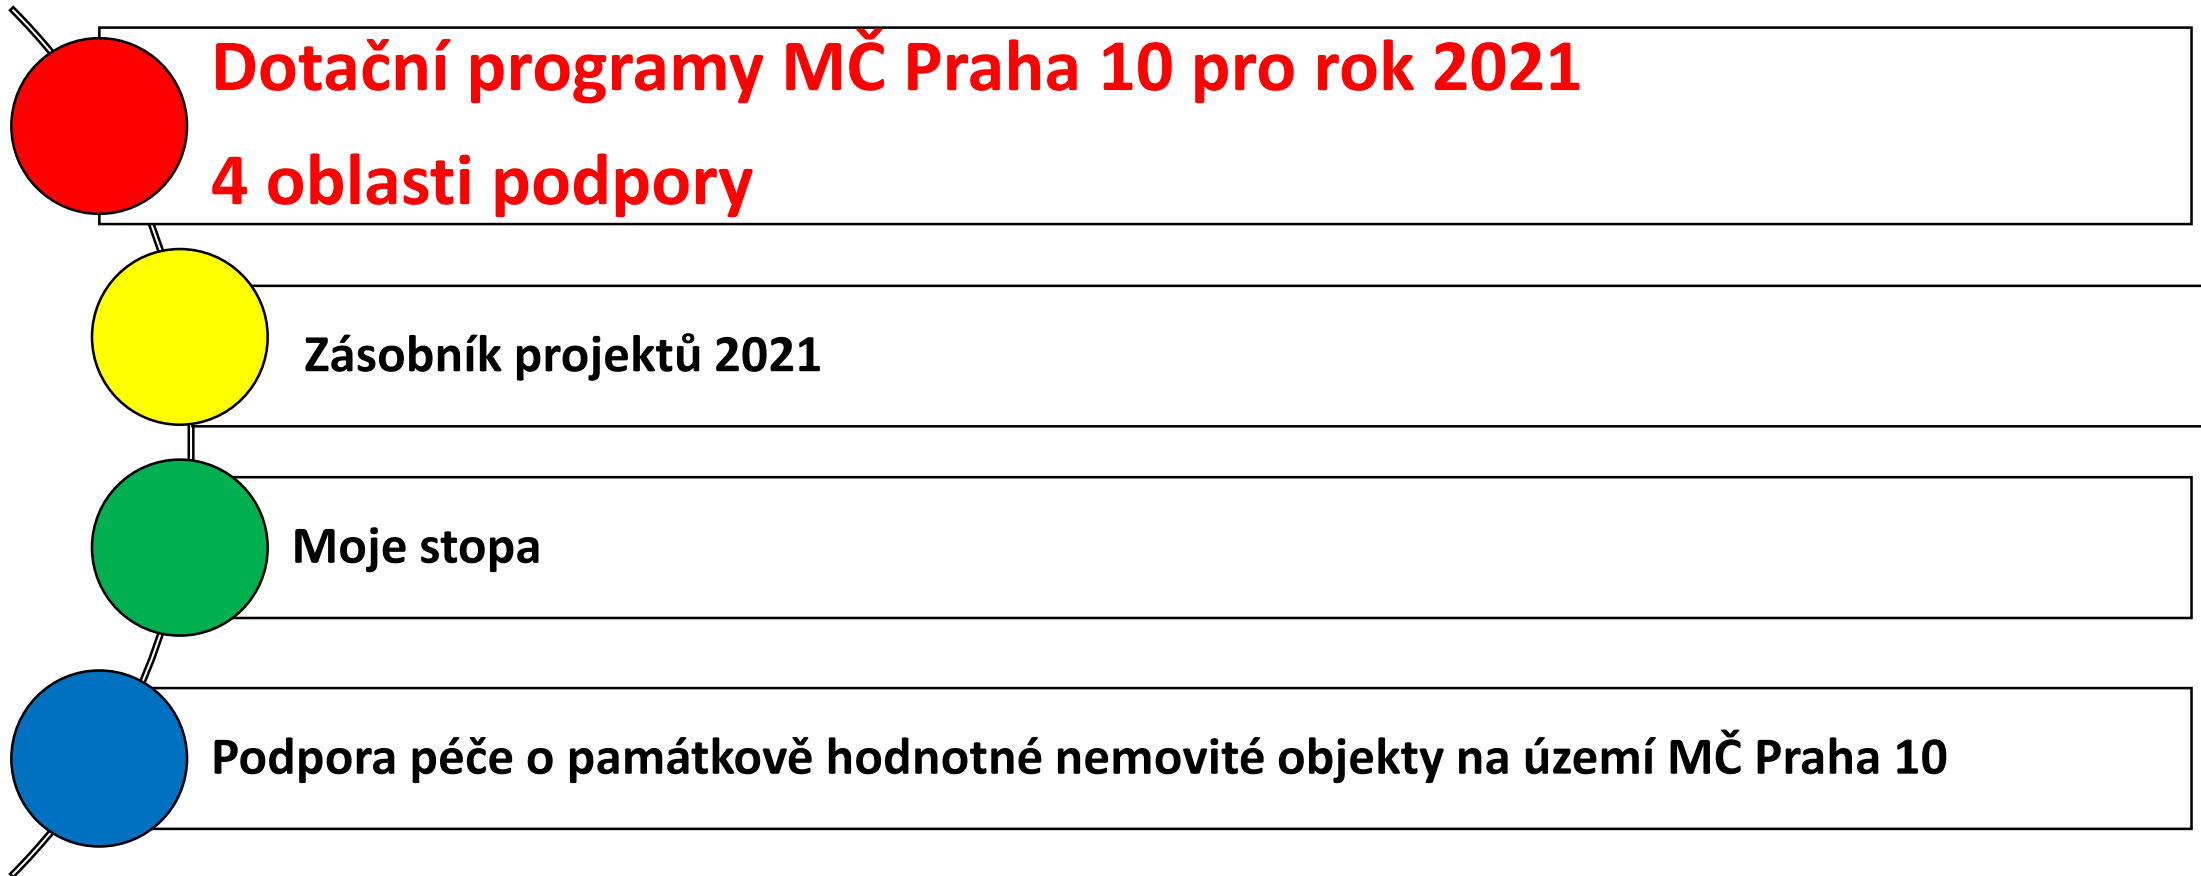 Dotační programy MČ Praha 10 pro rok 2021
4 oblasti podpory
Zásobník projektů 2021
Moje stopa
Podpora péče o památkově hodnotné nemovité objekty na území MČ Praha 10